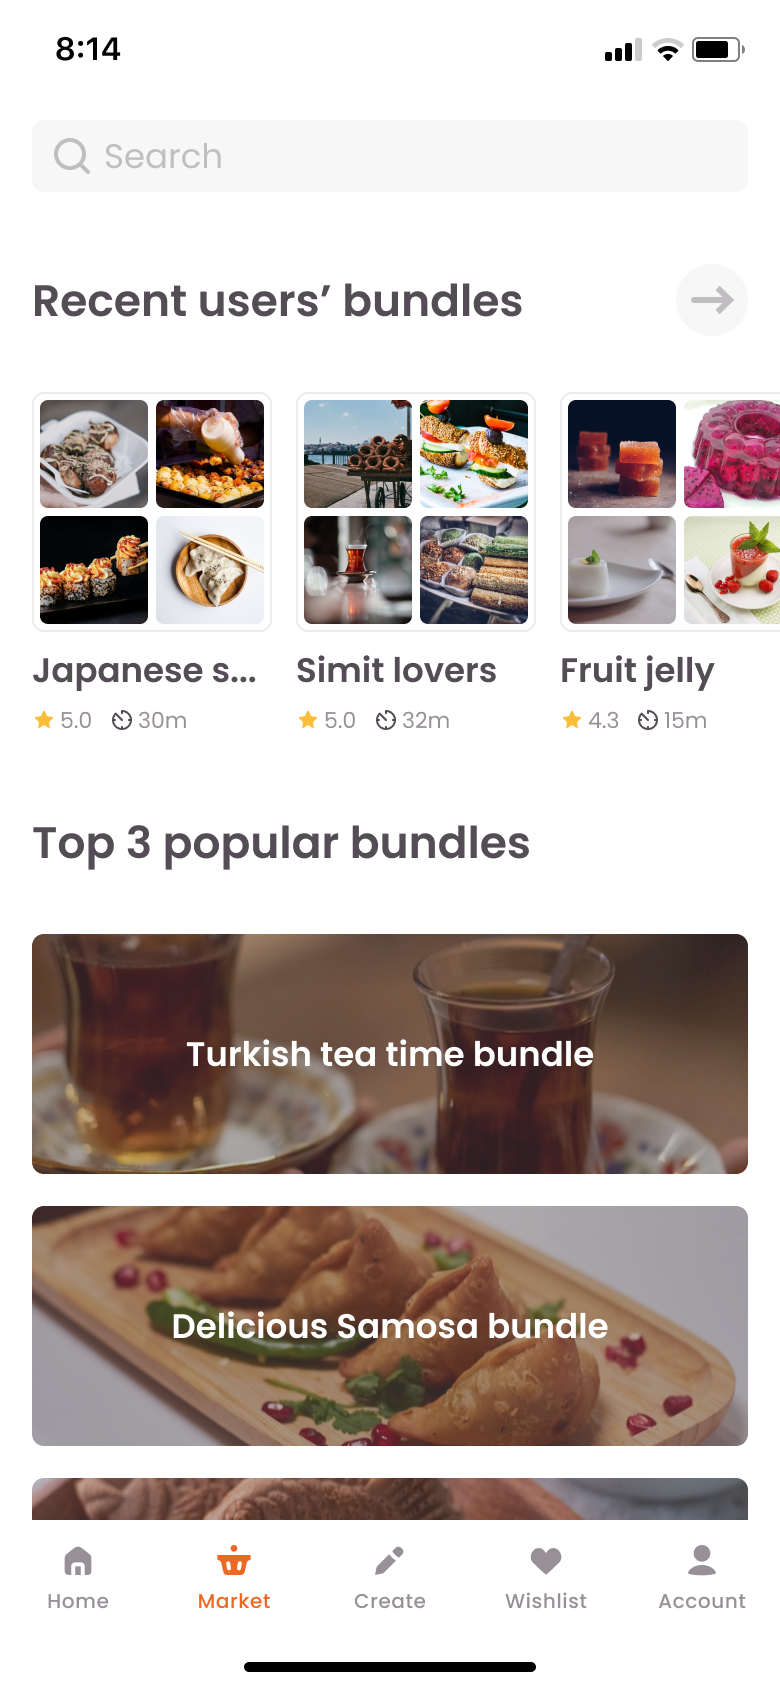 8:14
Search
Recent users’ bundles
Japanese s... Simit lovers Fruit jelly
5.0 30m 5.0 32m 4.3 15m
Top 3 popular bundles
Turkish tea time bundle
Delicious Samosa bundle
Home Market Create Wishlist Account